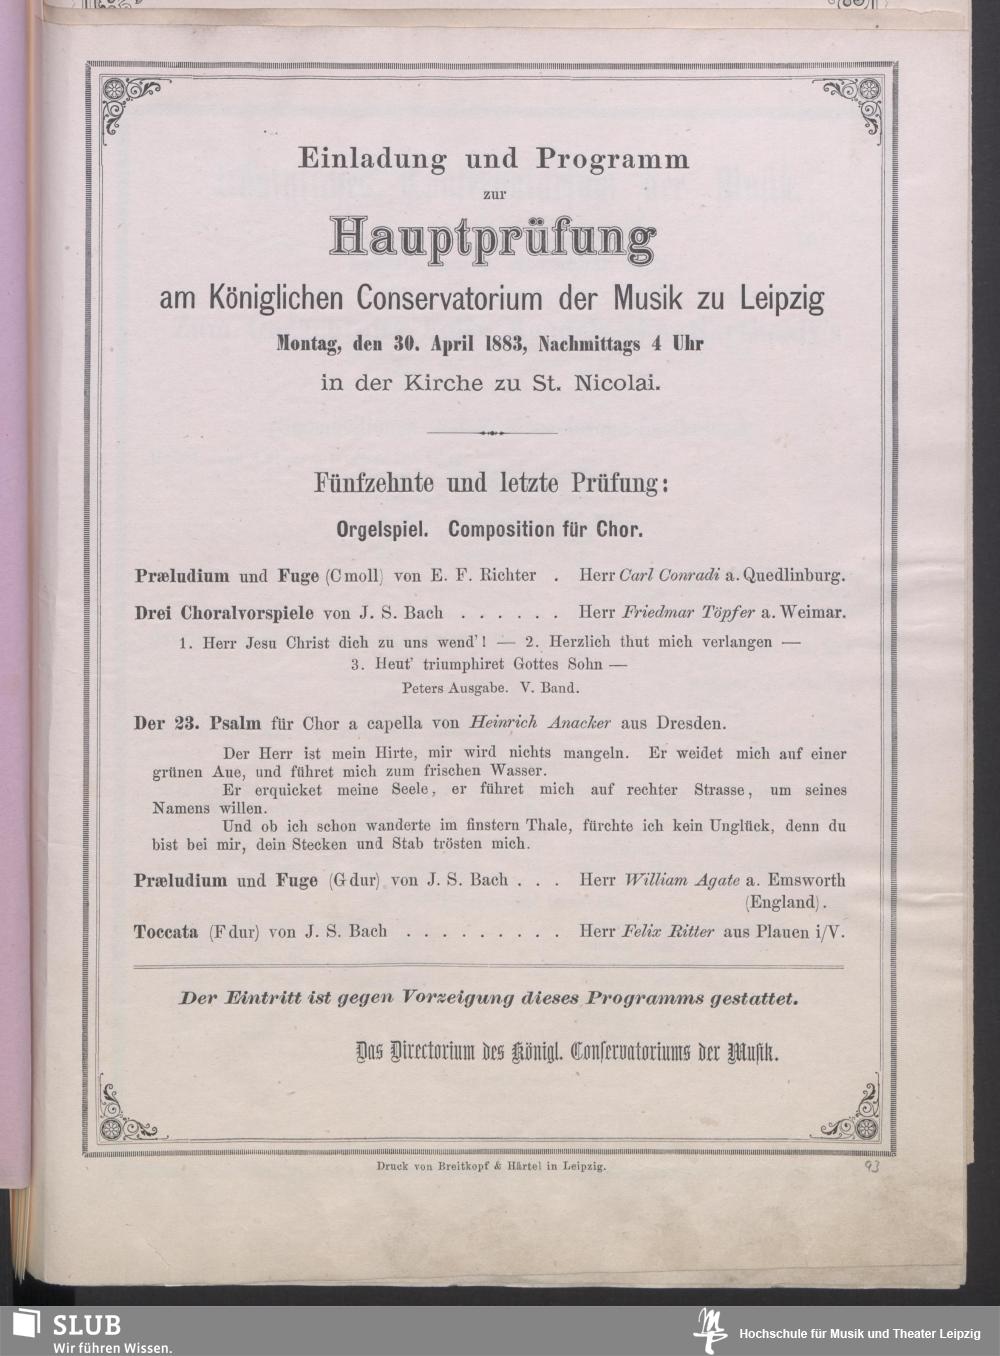 Einladung und Programm
zur
Hauptprüfung
am Königlichen Conservatorium der Musik zu Leipzig
Montag, den 30. April 1883, Nachmittags 4 Uhr
in der Kirche zu St. Nicolai.
Fünfzehnte und letzte Prüfung:
Orgelspiel. Composition für Chor.
Præludium und Fuge (C moll) von E. F. Richter . Herr Carl Conradi a. Quedlinburg.
Drei Choralvorspiele von J. S. Bach . . . . . . Herr Friedmar Töpfer a. Weimar.
1. Herr Jesu Christ dich zu uns wend'! — 2. Herzlich thut mich verlangen —
3. Heut' triumphiret Gottes Sohn —
Peters Ausgabe. V. Band.
Der 23. Psalm für Chor a capella von Heinrich Anacker aus Dresden.
Der Herr ist mein Hirte, mir wird nichts mangeln. Er weidet mich auf einer
grünen Aue, und führet mich zum frischen Wasser.
Er erquicket meine Seele, er führet mich auf rechter Strasse, um seines
Namens willen.
Und ob ich schon wanderte im finstern Thale, fürchte ich kein Unglück, denn du
bist bei mir, dein Stecken und Stab trösten mich.
Præludium und Fuge (G dur) von J. S. Bach . . . Herr William Agate a. Emsworth
(England).
Toccata (F dur) von J. S. Bach . . . . . . . . . Herr Felix Ritter aus Plauen i/V.
Der Eintritt ist gegen Vorzeigung dieses Programms gestattet.
Das Directorium des Königl. Conservatoriums der Musik.
Druck von Breitkopf & Härtel in Leipzig.
93
SLUB
Wir führen Wissen.
Hochschule für Musik und Theater Leipzig